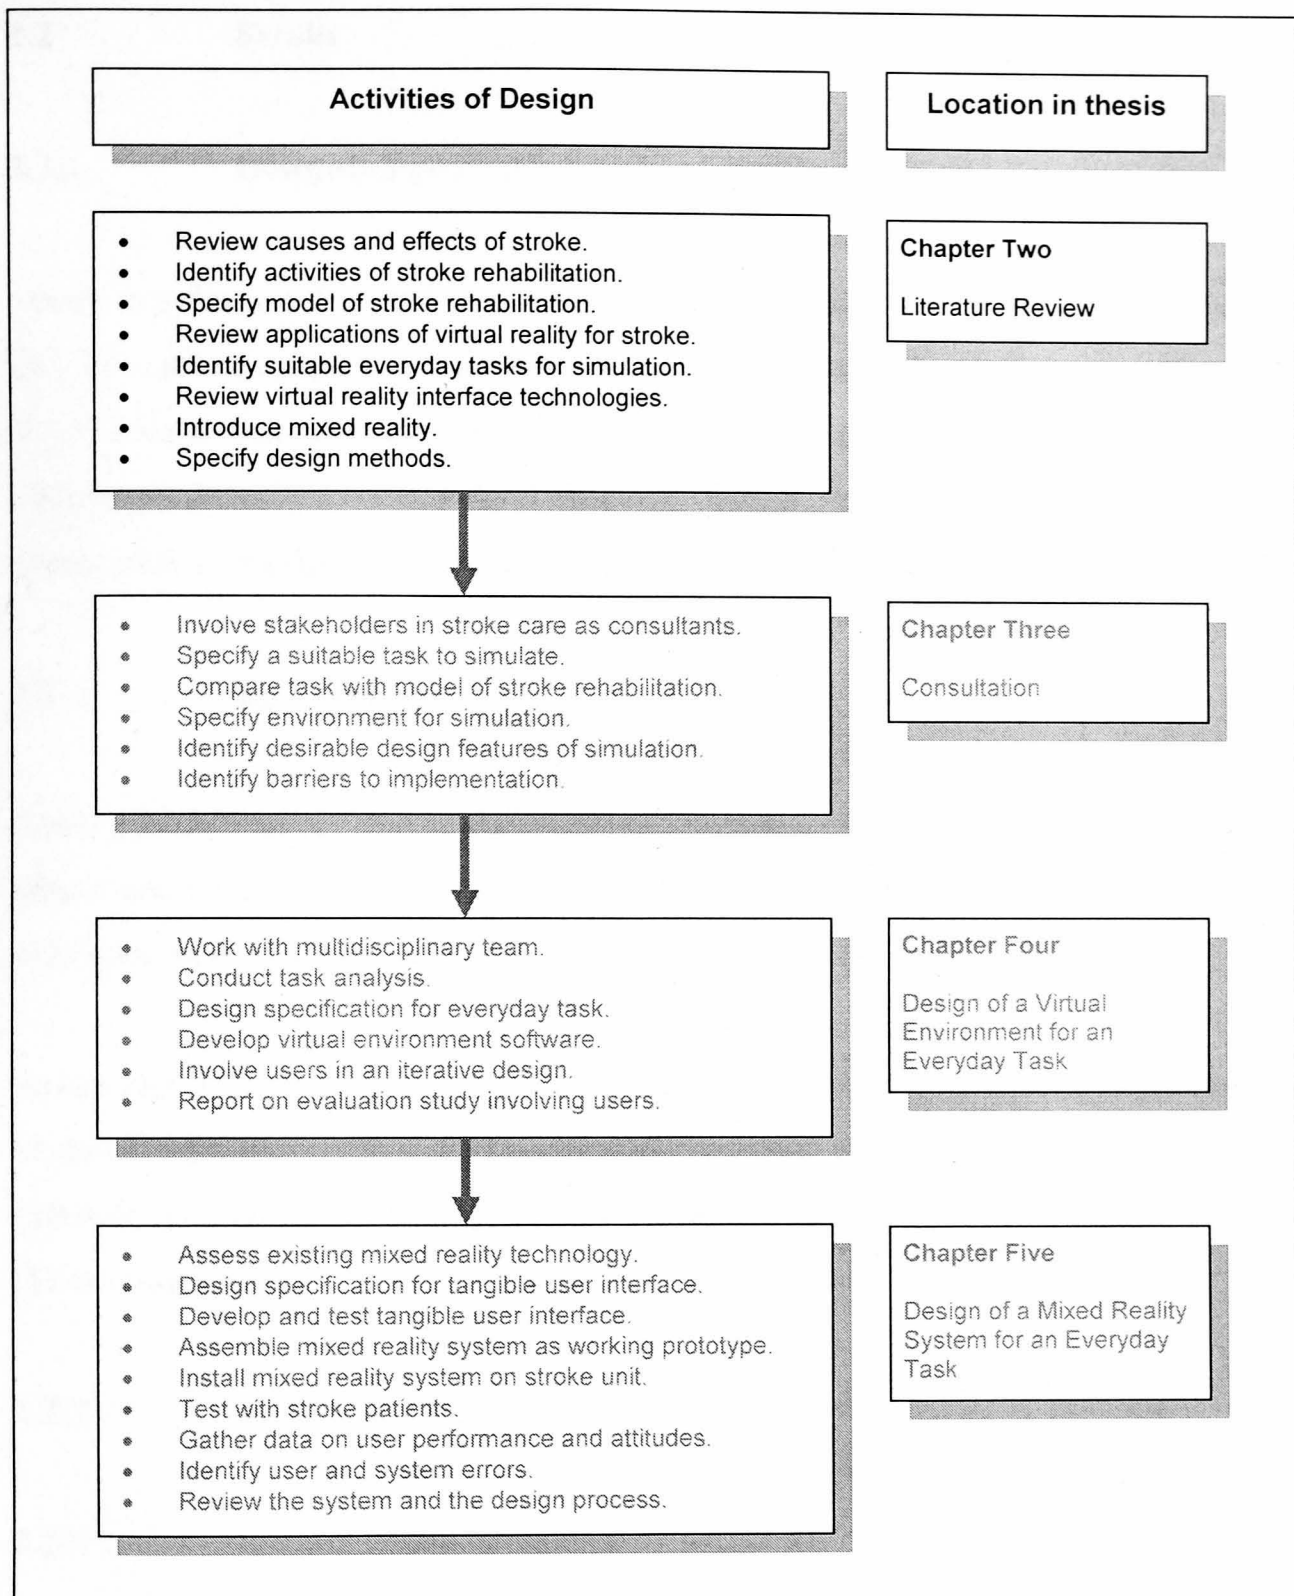 Activities of Design
Location in thesis
• Review causes and effects of stroke.
• Identify activities of stroke rehabilitation.
• Specify model of stroke rehabilitation.
• Review applications of virtual reality for stroke.
• Identify suitable everyday tasks for simulation.
• Review virtual reality interface technologies.
• Introduce mixed reality.
• Specify design methods.
Chapter Two
Literature Review
• Involve stakeholders in stroke care as consultants.
• Specify a suitable task to simulate.
• Compare task with model of stroke rehabilitation.
• Specify environment for simulation.
• Identify desirable design features of simulation.
• Identify barriers to implementation.
Chapter Three
Consultation
• Work with multidisciplinary team.
• Conduct task analysis.
• Design specification for everyday task.
• Develop virtual environment software.
• Involve users in an iterative design.
• Report on evaluation study involving users.
Chapter Four
Design of a Virtual
Environment for an
Everyday Task
• Assess existing mixed reality technology.
• Design specification for tangible user interface.
• Develop and test tangible user interface.
• Assemble mixed reality system as working prototype.
• Install mixed reality system on stroke unit.
• Test with stroke patients.
• Gather data on user performance and attitudes.
• Identify user and system errors.
• Review the system and the design process.
Chapter Five
Design of a Mixed Reality
System for an Everyday
Task